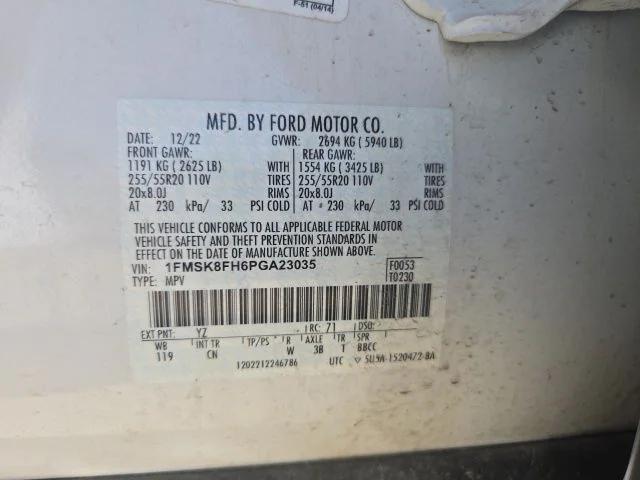 F-61 (04/14)
MFD. BY FORD MOTOR CO.
DATE: 12/22 GVWR: 2694 KG ( 5940 LB)
FRONT GAWR: REAR GAWR:
1191 KG ( 2625 LB) WITH 1554 KG ( 3425 LB) WITH
255/55R20 110V TIRES 255/55R20 110V TIRES
20x8.0J RIMS 20x8.0J RIMS
AT 230 kPa/ 33 PSI COLD AT 230 kPa/ 33 PSI COLD
THIS VEHICLE CONFORMS TO ALL APPLICABLE FEDERAL MOTOR
VEHICLE SAFETY AND THEFT PREVENTION STANDARDS IN
EFFECT ON THE DATE OF MANUFACTURE SHOWN ABOVE.
VIN: 1FMSK8FH6PGA23035 F0053
TYPE: MPV T0230
EXT PNT: YZ RC: 71 DSO:
WB INT TR TP/PS R AXLE TR SPR
119 CN W 3B T BBCC
1202212246786 UTC ▽ 5U5A-1520472-BA